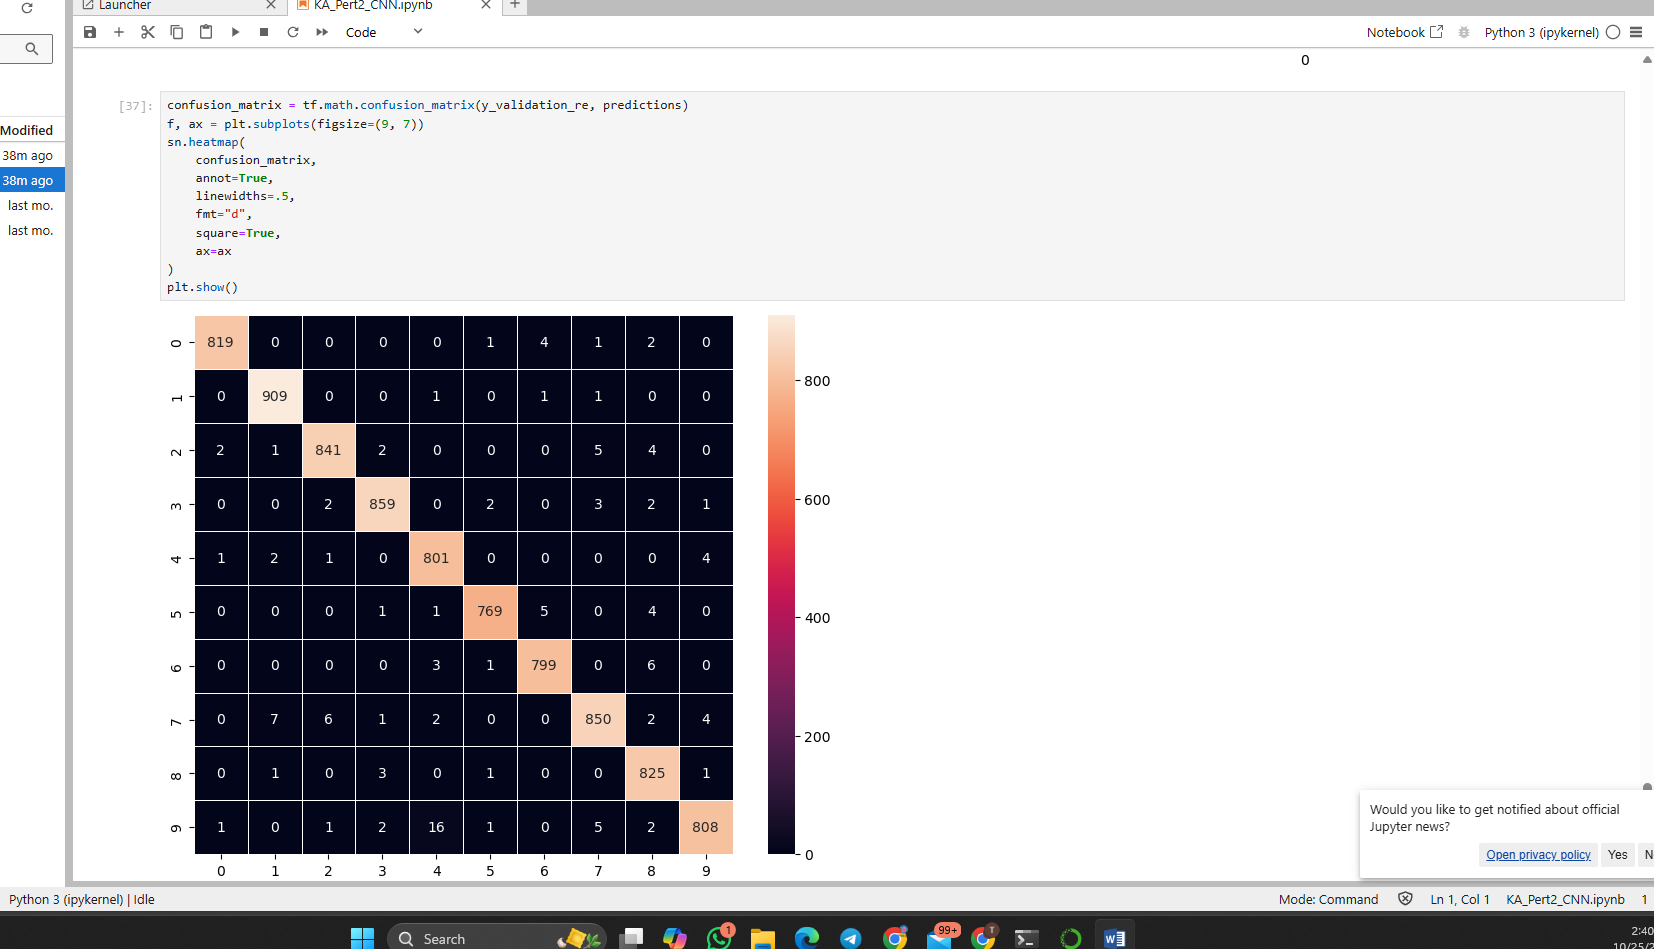 Launcher
KA_Pert2_CNN.ipynb
Code
Notebook
Python 3 (ipykernel)
0
Modified
38m ago
38m ago
last mo.
last mo.
[37]:
confusion_matrix = tf.math.confusion_matrix(y_validation_re, predictions)
f, ax = plt.subplots(figsize=(9, 7))
sn.heatmap(
    confusion_matrix,
    annot=True,
    linewidths=.5,
    fmt="d",
    square=True,
    ax=ax
)
plt.show()
0 819 0 0 0 0 1 4 1 2 0
1 0 909 0 0 1 0 1 1 0 0
2 2 1 841 2 0 0 0 5 4 0
3 0 0 2 859 0 2 0 3 2 1
4 1 2 1 0 801 0 0 0 0 4
5 0 0 0 1 1 769 5 0 4 0
6 0 0 0 0 3 1 799 0 6 0
7 0 7 6 1 2 0 0 850 2 4
8 0 1 0 3 0 1 0 0 825 1
9 1 0 1 2 16 1 0 5 2 808
0 1 2 3 4 5 6 7 8 9
800
600
400
200
0
Would you like to get notified about official
Jupyter news?
Open privacy policy
Yes
N
Python 3 (ipykernel) | Idle
Mode: Command
Ln 1, Col 1
KA_Pert2_CNN.ipynb
1
Search
1
99+
T
2:40
10/25/2